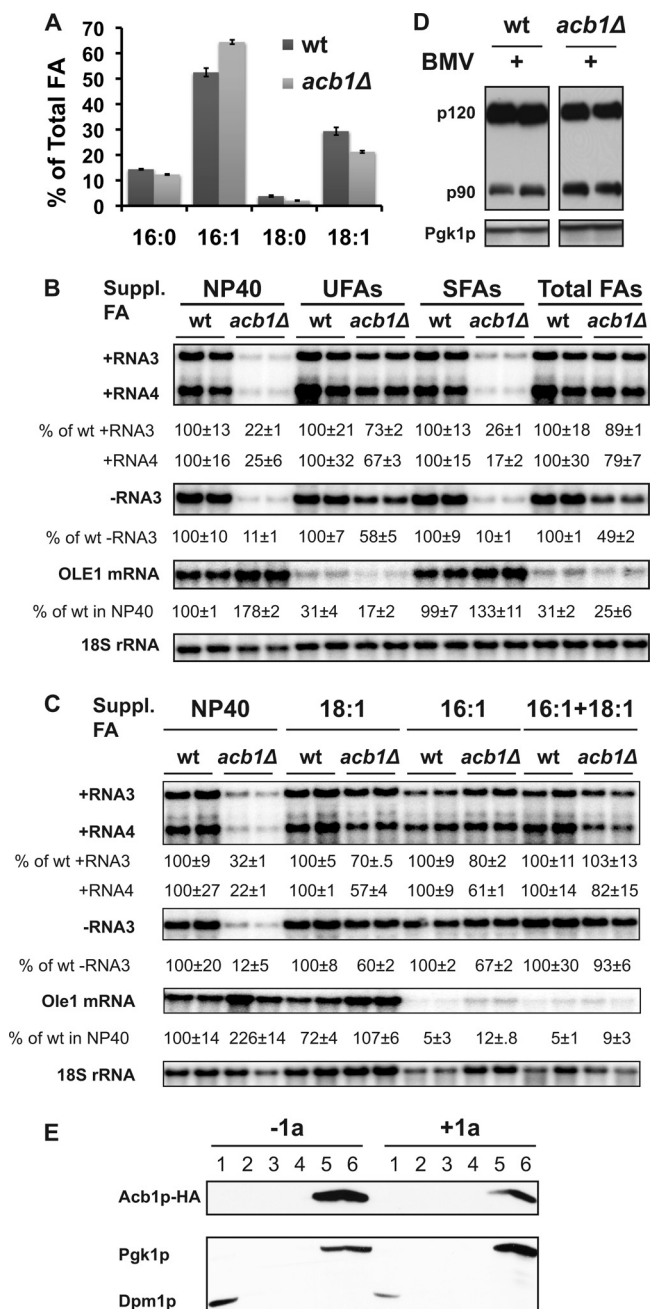 A
% of Total FA
70
60
50
40
30
20
10
0
wt
acb1Δ
16:0 16:1 18:0 18:1
D
wt acb1Δ
BMV + +
p120
p90
Pgk1p
B
Suppl. FA
NP40 UFAs SFAs Total FAs
wt acb1Δ wt acb1Δ wt acb1Δ wt acb1Δ
+RNA3
+RNA4
% of wt +RNA3 100±13 22±1 100±21 73±2 100±13 26±1 100±18 89±1
+RNA4 100±16 25±6 100±32 67±3 100±15 17±2 100±30 79±7
-RNA3
% of wt -RNA3 100±10 11±1 100±7 58±5 100±9 10±1 100±1 49±2
OLE1 mRNA
% of wt in NP40 100±1 178±2 31±4 17±2 99±7 133±11 31±2 25±6
18S rRNA
C
Suppl. FA
NP40 18:1 16:1 16:1+18:1
wt acb1Δ wt acb1Δ wt acb1Δ wt acb1Δ
+RNA3
+RNA4
% of wt +RNA3 100±9 32±1 100±5 70±.5 100±9 80±2 100±11 103±13
+RNA4 100±27 22±1 100±1 57±4 100±9 61±1 100±14 82±15
-RNA3
% of wt -RNA3 100±20 12±5 100±8 60±2 100±2 67±2 100±30 93±6
Ole1 mRNA
% of wt in NP40 100±14 226±14 72±4 107±6 5±3 12±.8 5±1 9±3
18S rRNA
E
-1a +1a
1 2 3 4 5 6 1 2 3 4 5 6
Acb1p-HA
Pgk1p
Dpm1p